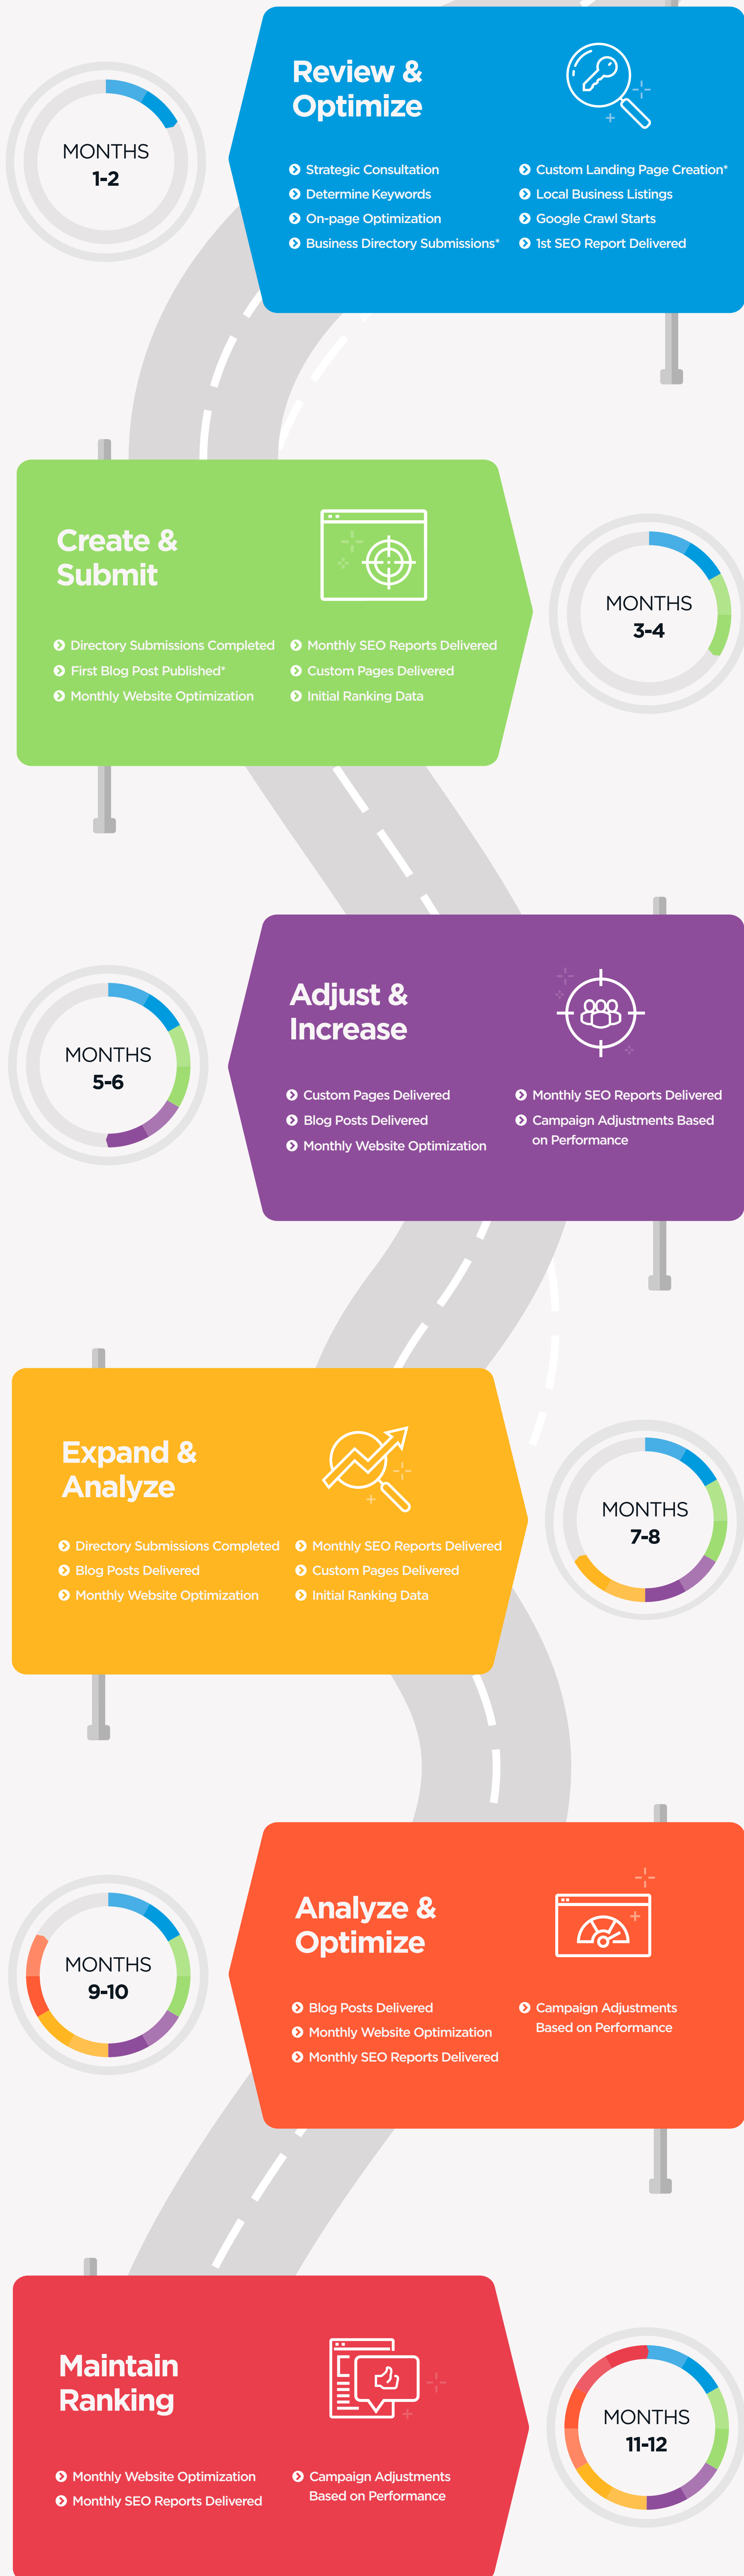 MONTHS
1-2
Review &
Optimize
Strategic Consultation
Determine Keywords
On-page Optimization
Business Directory Submissions*
Custom Landing Page Creation*
Local Business Listings
Google Crawl Starts
1st SEO Report Delivered
Create &
Submit
Directory Submissions Completed
First Blog Post Published*
Monthly Website Optimization
Monthly SEO Reports Delivered
Custom Pages Delivered
Initial Ranking Data
MONTHS
3-4
MONTHS
5-6
Adjust &
Increase
Custom Pages Delivered
Blog Posts Delivered
Monthly Website Optimization
Monthly SEO Reports Delivered
Campaign Adjustments Based
on Performance
Expand &
Analyze
Directory Submissions Completed
Blog Posts Delivered
Monthly Website Optimization
Monthly SEO Reports Delivered
Custom Pages Delivered
Initial Ranking Data
MONTHS
7-8
MONTHS
9-10
Analyze &
Optimize
Blog Posts Delivered
Monthly Website Optimization
Monthly SEO Reports Delivered
Campaign Adjustments
Based on Performance
Maintain
Ranking
Monthly Website Optimization
Monthly SEO Reports Delivered
Campaign Adjustments
Based on Performance
MONTHS
11-12